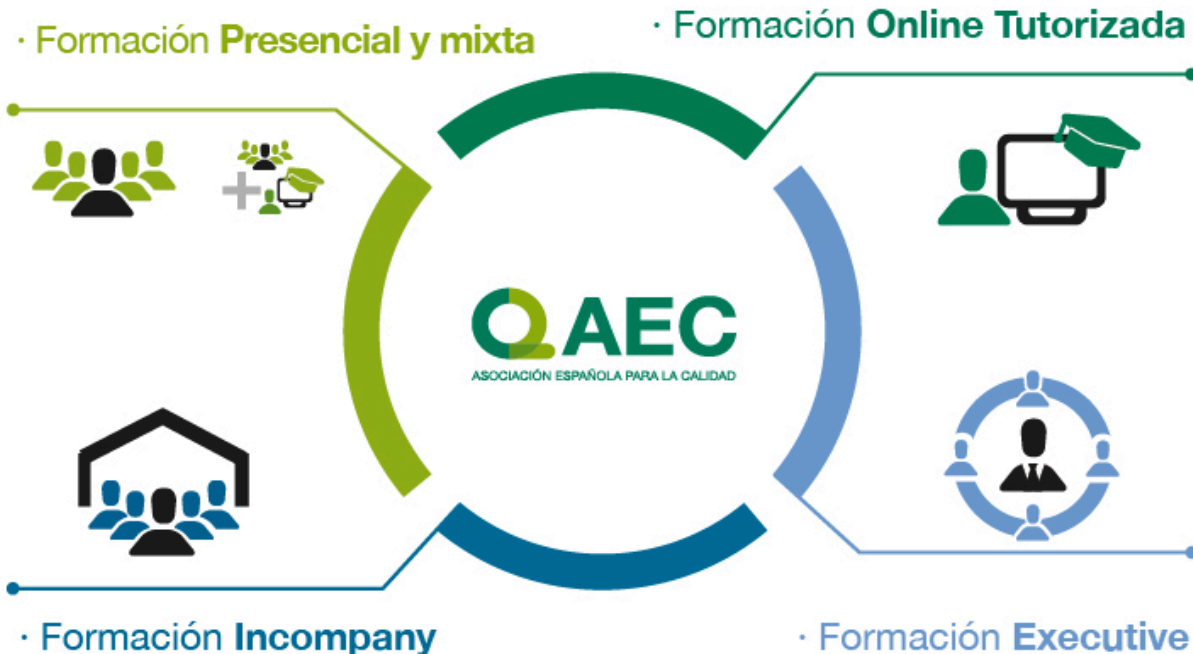 · Formación Presencial y mixta
· Formación Online Tutorizada
AEC
ASOCIACIÓN ESPAÑOLA PARA LA CALIDAD
· Formación Incompany
· Formación Executive